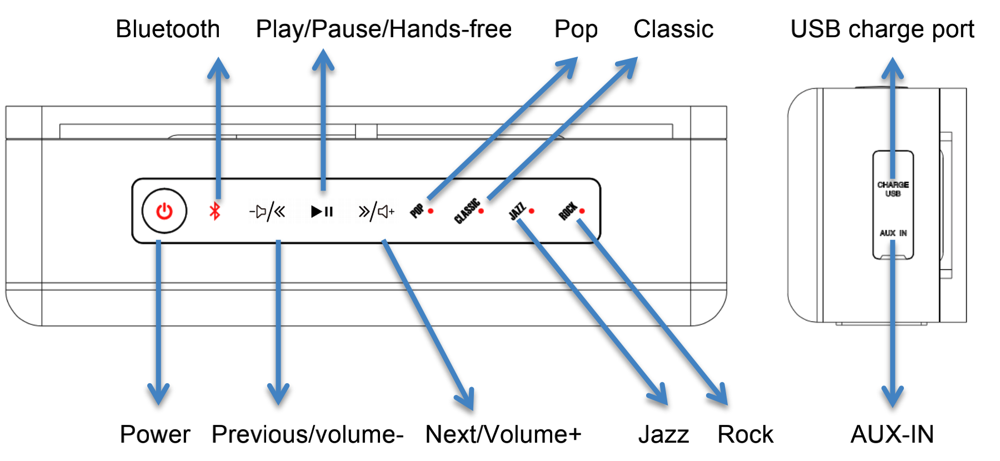 Bluetooth
Play/Pause/Hands-free
Pop
Classic
USB charge port
POP
CLASSIC
JAZZ
ROCK
CHARGE
USB
AUX IN
Power
Previous/volume-
Next/Volume+
Jazz
Rock
AUX-IN